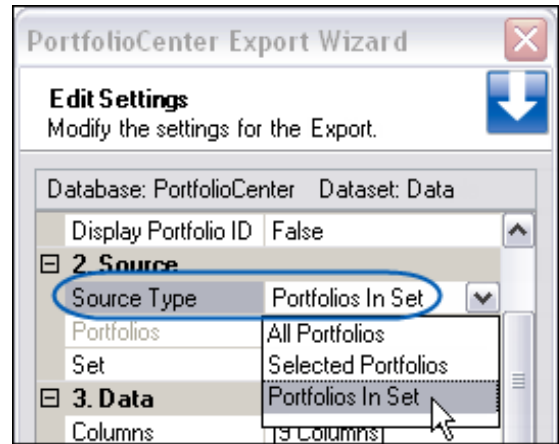 PortfolioCenter Export Wizard
Edit Settings
Modify the settings for the Export.
Database: PortfolioCenter Dataset: Data
Display Portfolio ID False
2. Source
Source Type Portfolios In Set
Portfolios All Portfolios
Set Selected Portfolios
3. Data Portfolios In Set
Columns [9 Columns]